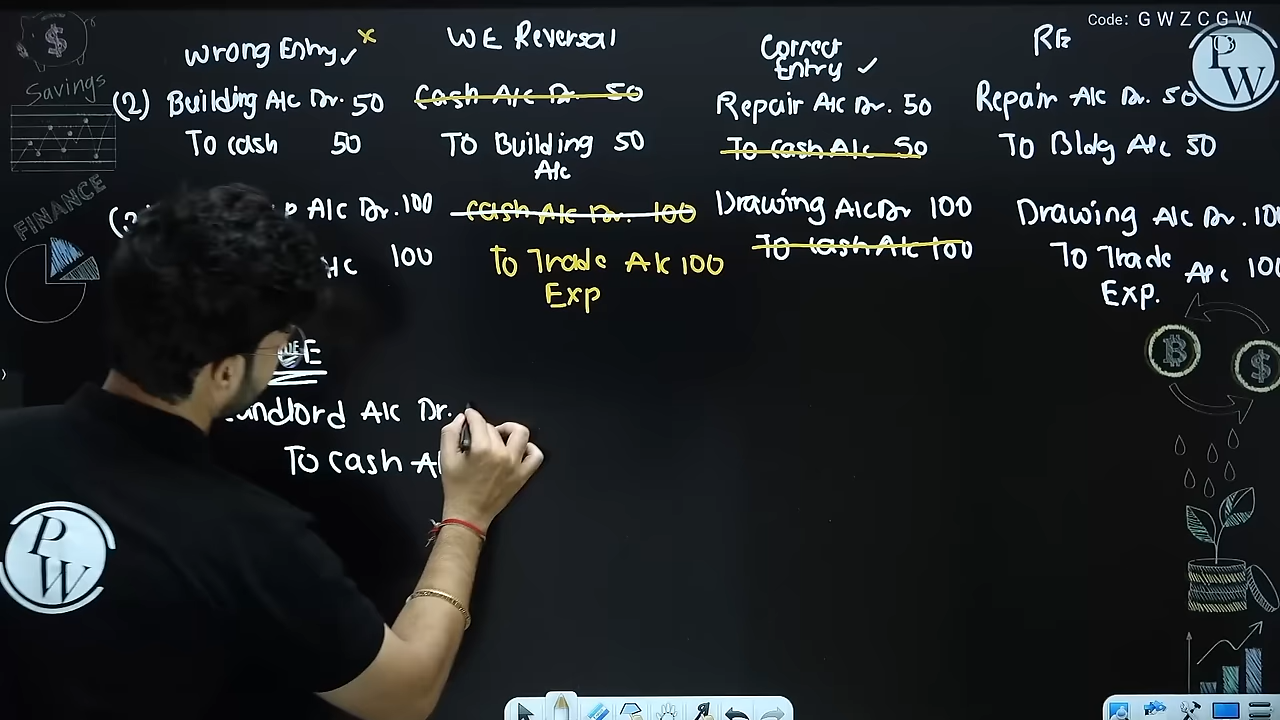 Code: G W Z C G W
Savings
FINANCE
Wrong Entry ✓ x
WE Reversal
Correct Entry ✓
RE
(2) Building A/c Dr. 50
To cash 50
Cash A/c Dr. 50
To Building 50
A/c
Repair A/c Dr. 50
To cash A/c 50
Repair A/c Dr. 50
To Bldg A/c 50
A/c Dr. 100
100
Cash A/c Dr. 100
To Trade A/c 100
Exp
Drawing A/c Dr 100
To cash A/c 100
Drawing A/c Dr. 100
To Trade A/c 100
Exp.
E
A/c Dr.
To cash
PW
PW